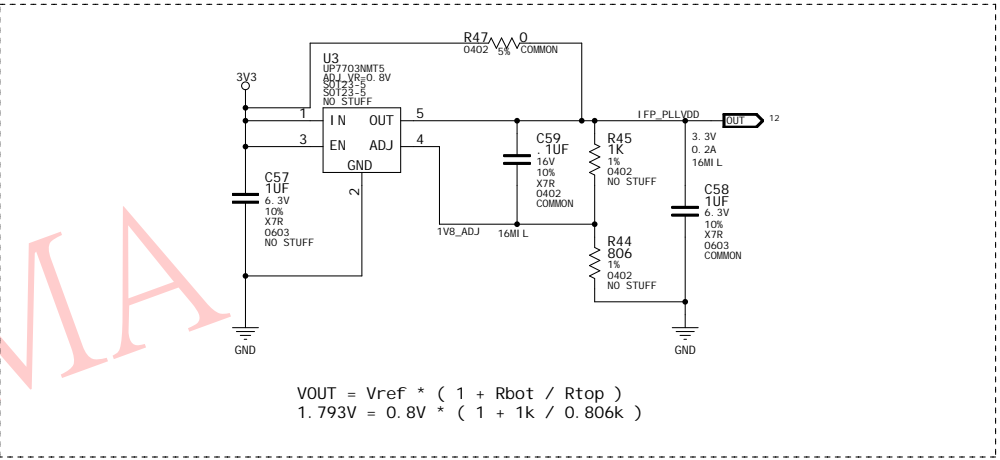 R47 0
0402 5% COMMON
U3
UP7703NMT5
ADJ VR=0.8V
SOT23-5
SOT23-5
NO STUFF
3V3
1 IN OUT 5
3 EN ADJ 4
GND
2
IFP_PLLVDD
OUT 12
3.3V
0.2A
16MIL
C59
.1UF
16V
10%
X7R
0402
COMMON
R45
1K
1%
0402
NO STUFF
C57
1UF
6.3V
10%
X7R
0603
NO STUFF
C58
1UF
6.3V
10%
X7R
0603
COMMON
1V8_ADJ 16MIL
R44
806
1%
0402
NO STUFF
GND
GND
MA
VOUT = Vref * ( 1 + Rbot / Rtop )
1.793V = 0.8V * ( 1 + 1k / 0.806k )